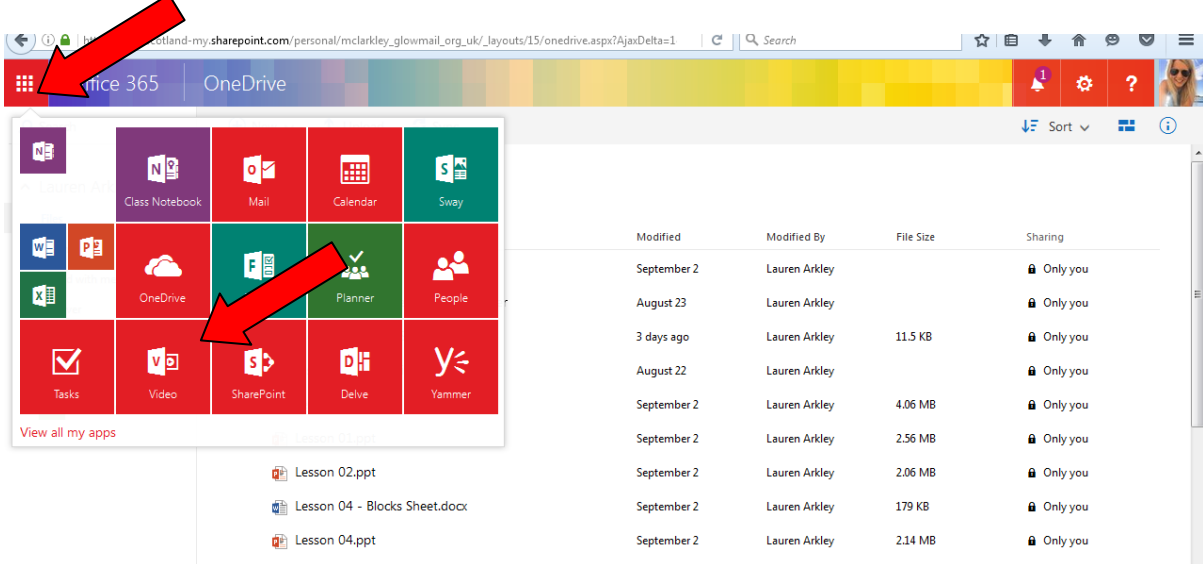 cotland-my.sharepoint.com/personal/mclarkley_glowmail_org_uk/_layouts/15/onedrive.aspx?AjaxDelta=1
Search
ffice 365
OneDrive
1
?
Sort
i
N
N
Class Notebook
o
Mail
Calendar
S
Sway
Modified
Modified By
File Size
Sharing
W
P
X
OneDrive
F
Planner
People
September 2
Lauren Arkley
Only you
August 23
Lauren Arkley
Only you
3 days ago
Lauren Arkley
11.5 KB
Only you
August 22
Lauren Arkley
Only you
Tasks
V
Video
S
SharePoint
D
Delve
Yammer
September 2
Lauren Arkley
4.06 MB
Only you
View all my apps
September 2
Lauren Arkley
2.56 MB
Only you
Lesson 02.ppt
September 2
Lauren Arkley
2.06 MB
Only you
Lesson 04 - Blocks Sheet.docx
September 2
Lauren Arkley
179 KB
Only you
Lesson 04.ppt
September 2
Lauren Arkley
2.14 MB
Only you